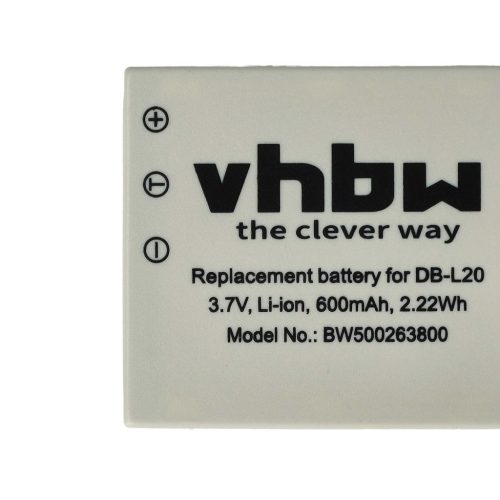 +
T
-
vhbw
the clever way
Replacement battery for DB-L20
3.7V, Li-ion, 600mAh, 2.22Wh
Model No.: BW500263800